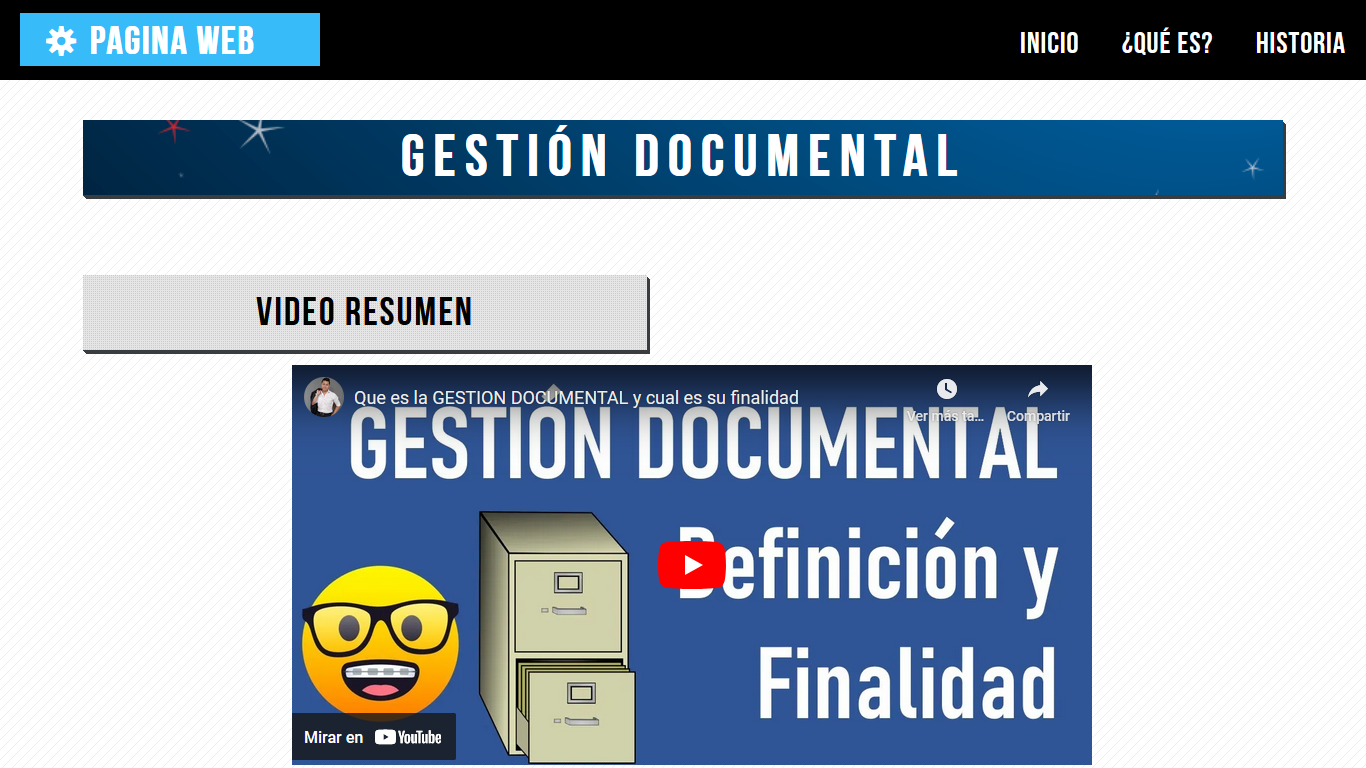 PAGINA WEB
INICIO ¿QUÉ ES? HISTORIA
GESTIÓN DOCUMENTAL
VIDEO RESUMEN
Que es la GESTION DOCUMENTAL y cual es su finalidad
Ver más ta... Compartir
GESTIÓN DOCUMENTAL
Definición y
Finalidad
Mirar en YouTube